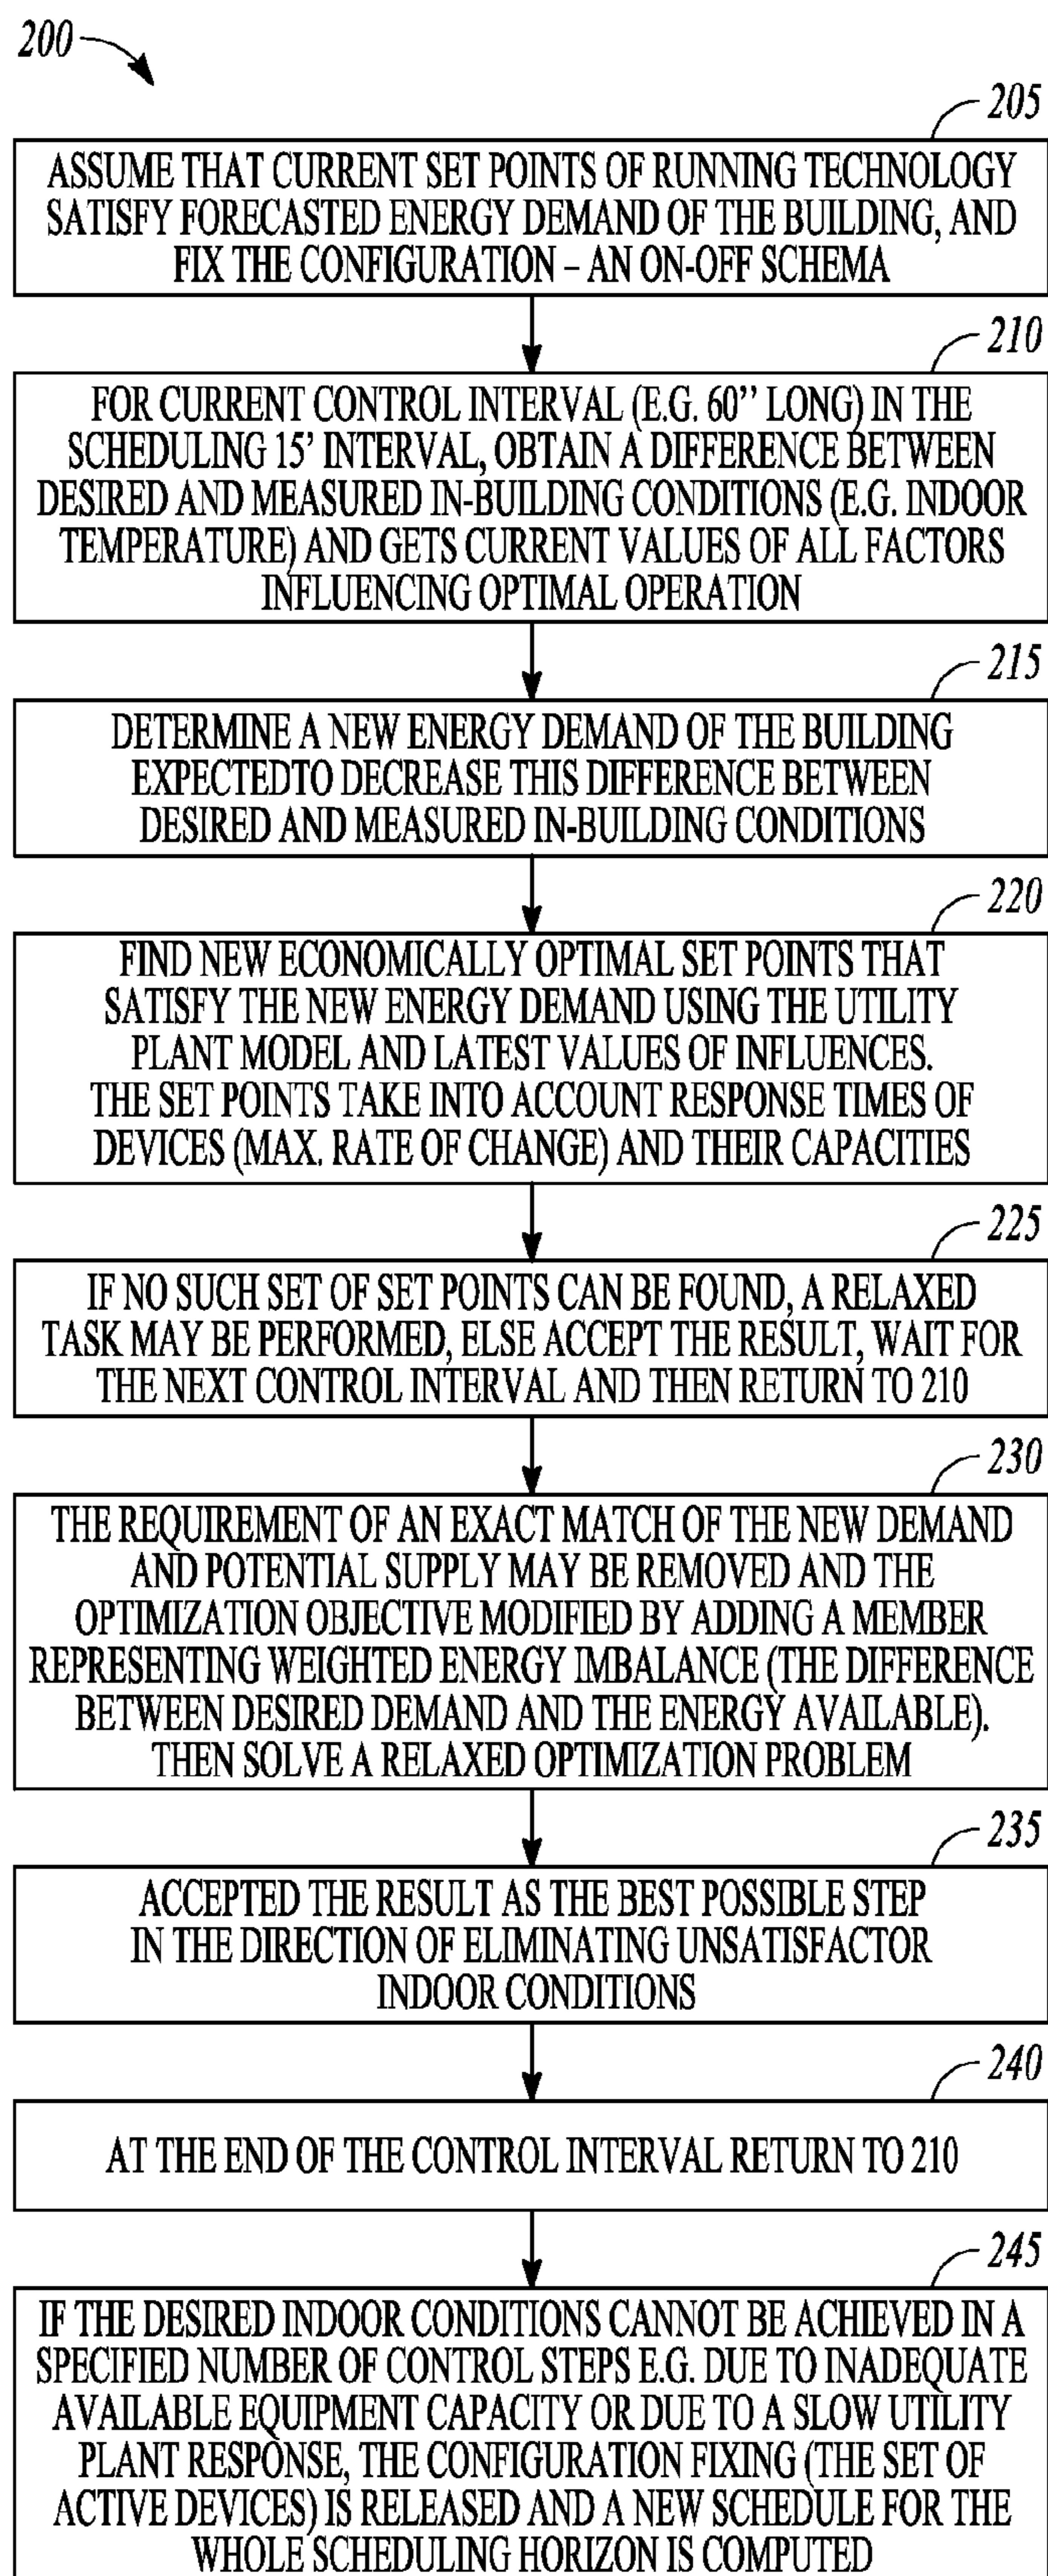 200
205
ASSUME THAT CURRENT SET POINTS OF RUNNING TECHNOLOGY
SATISFY FORECASTED ENERGY DEMAND OF THE BUILDING, AND
FIX THE CONFIGURATION – AN ON-OFF SCHEMA
210
FOR CURRENT CONTROL INTERVAL (E.G. 60’’ LONG) IN THE
SCHEDULING 15’ INTERVAL, OBTAIN A DIFFERENCE BETWEEN
DESIRED AND MEASURED IN-BUILDING CONDITIONS (E.G. INDOOR
TEMPERATURE) AND GETS CURRENT VALUES OF ALL FACTORS
INFLUENCING OPTIMAL OPERATION
215
DETERMINE A NEW ENERGY DEMAND OF THE BUILDING
EXPECTEDTO DECREASE THIS DIFFERENCE BETWEEN
DESIRED AND MEASURED IN-BUILDING CONDITIONS
220
FIND NEW ECONOMICALLY OPTIMAL SET POINTS THAT
SATISFY THE NEW ENERGY DEMAND USING THE UTILITY
PLANT MODEL AND LATEST VALUES OF INFLUENCES.
THE SET POINTS TAKE INTO ACCOUNT RESPONSE TIMES OF
DEVICES (MAX. RATE OF CHANGE) AND THEIR CAPACITIES
225
IF NO SUCH SET OF SET POINTS CAN BE FOUND, A RELAXED
TASK MAY BE PERFORMED, ELSE ACCEPT THE RESULT, WAIT FOR
THE NEXT CONTROL INTERVAL AND THEN RETURN TO 210
230
THE REQUIREMENT OF AN EXACT MATCH OF THE NEW DEMAND
AND POTENTIAL SUPPLY MAY BE REMOVED AND THE
OPTIMIZATION OBJECTIVE MODIFIED BY ADDING A MEMBER
REPRESENTING WEIGHTED ENERGY IMBALANCE (THE DIFFERENCE
BETWEEN DESIRED DEMAND AND THE ENERGY AVAILABLE).
THEN SOLVE A RELAXED OPTIMIZATION PROBLEM
235
ACCEPTED THE RESULT AS THE BEST POSSIBLE STEP
IN THE DIRECTION OF ELIMINATING UNSATISFACTOR
INDOOR CONDITIONS
240
AT THE END OF THE CONTROL INTERVAL RETURN TO 210
245
IF THE DESIRED INDOOR CONDITIONS CANNOT BE ACHIEVED IN A
SPECIFIED NUMBER OF CONTROL STEPS E.G. DUE TO INADEQUATE
AVAILABLE EQUIPMENT CAPACITY OR DUE TO A SLOW UTILITY
PLANT RESPONSE, THE CONFIGURATION FIXING (THE SET OF
ACTIVE DEVICES) IS RELEASED AND A NEW SCHEDULE FOR THE
WHOLE SCHEDULING HORIZON IS COMPUTED